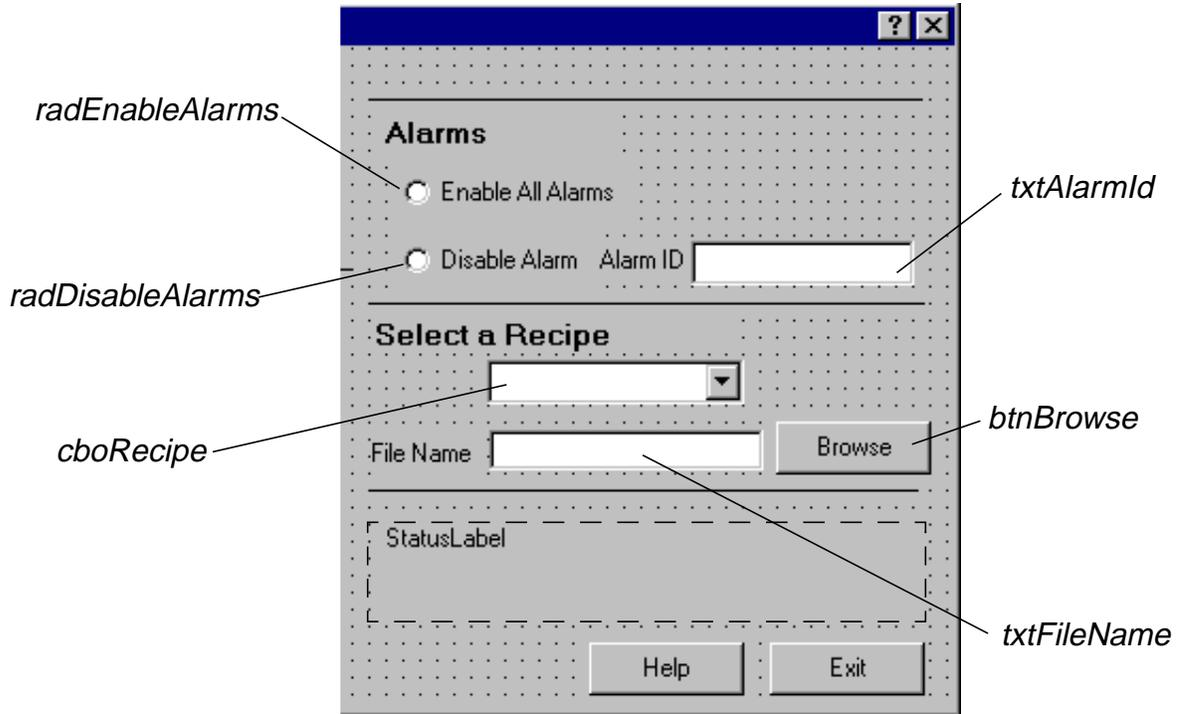 ?
radEnableAlarms
Alarms
Enable All Alarms
txtAlarmId
Disable Alarm Alarm ID
radDisableAlarms
Select a Recipe
btnBrowse
cboRecipe
File Name
Browse
StatusLabel
txtFileName
Help
Exit